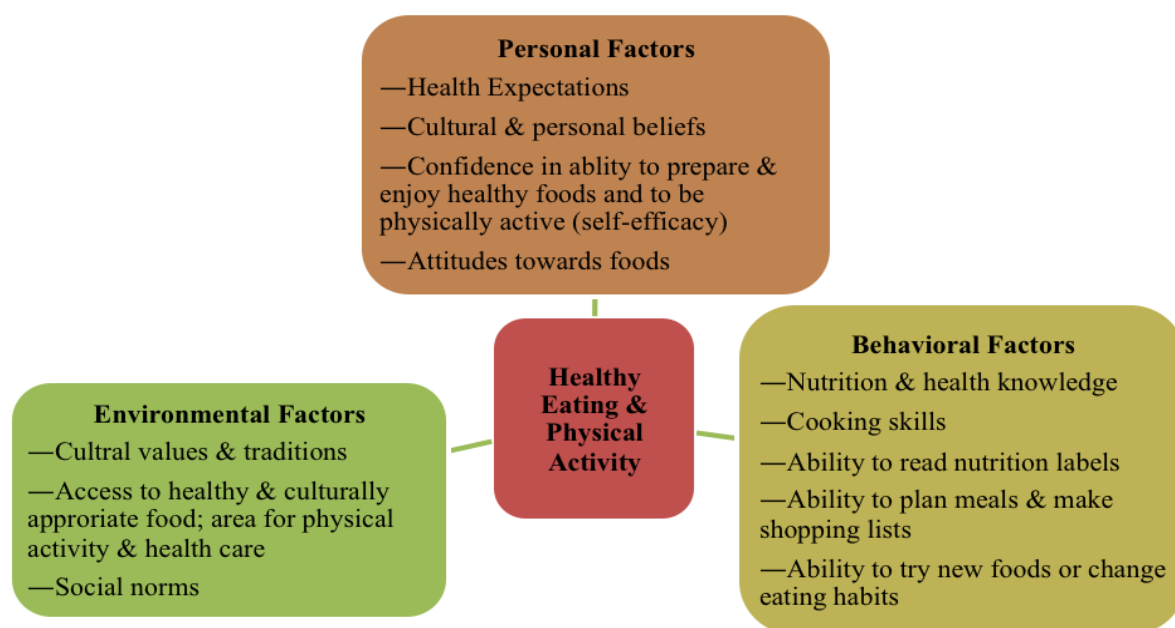 Personal Factors
—Health Expectations
—Cultural & personal beliefs
—Confidence in ablity to prepare &
enjoy healthy foods and to be
physically active (self-efficacy)
—Attitudes towards foods
Healthy
Eating &
Physical
Activity
Environmental Factors
—Cultral values & traditions
—Access to healthy & culturally
approriate food; area for physical
activity & health care
—Social norms
Behavioral Factors
—Nutrition & health knowledge
—Cooking skills
—Ability to read nutrition labels
—Ability to plan meals & make
shopping lists
—Ability to try new foods or change
eating habits